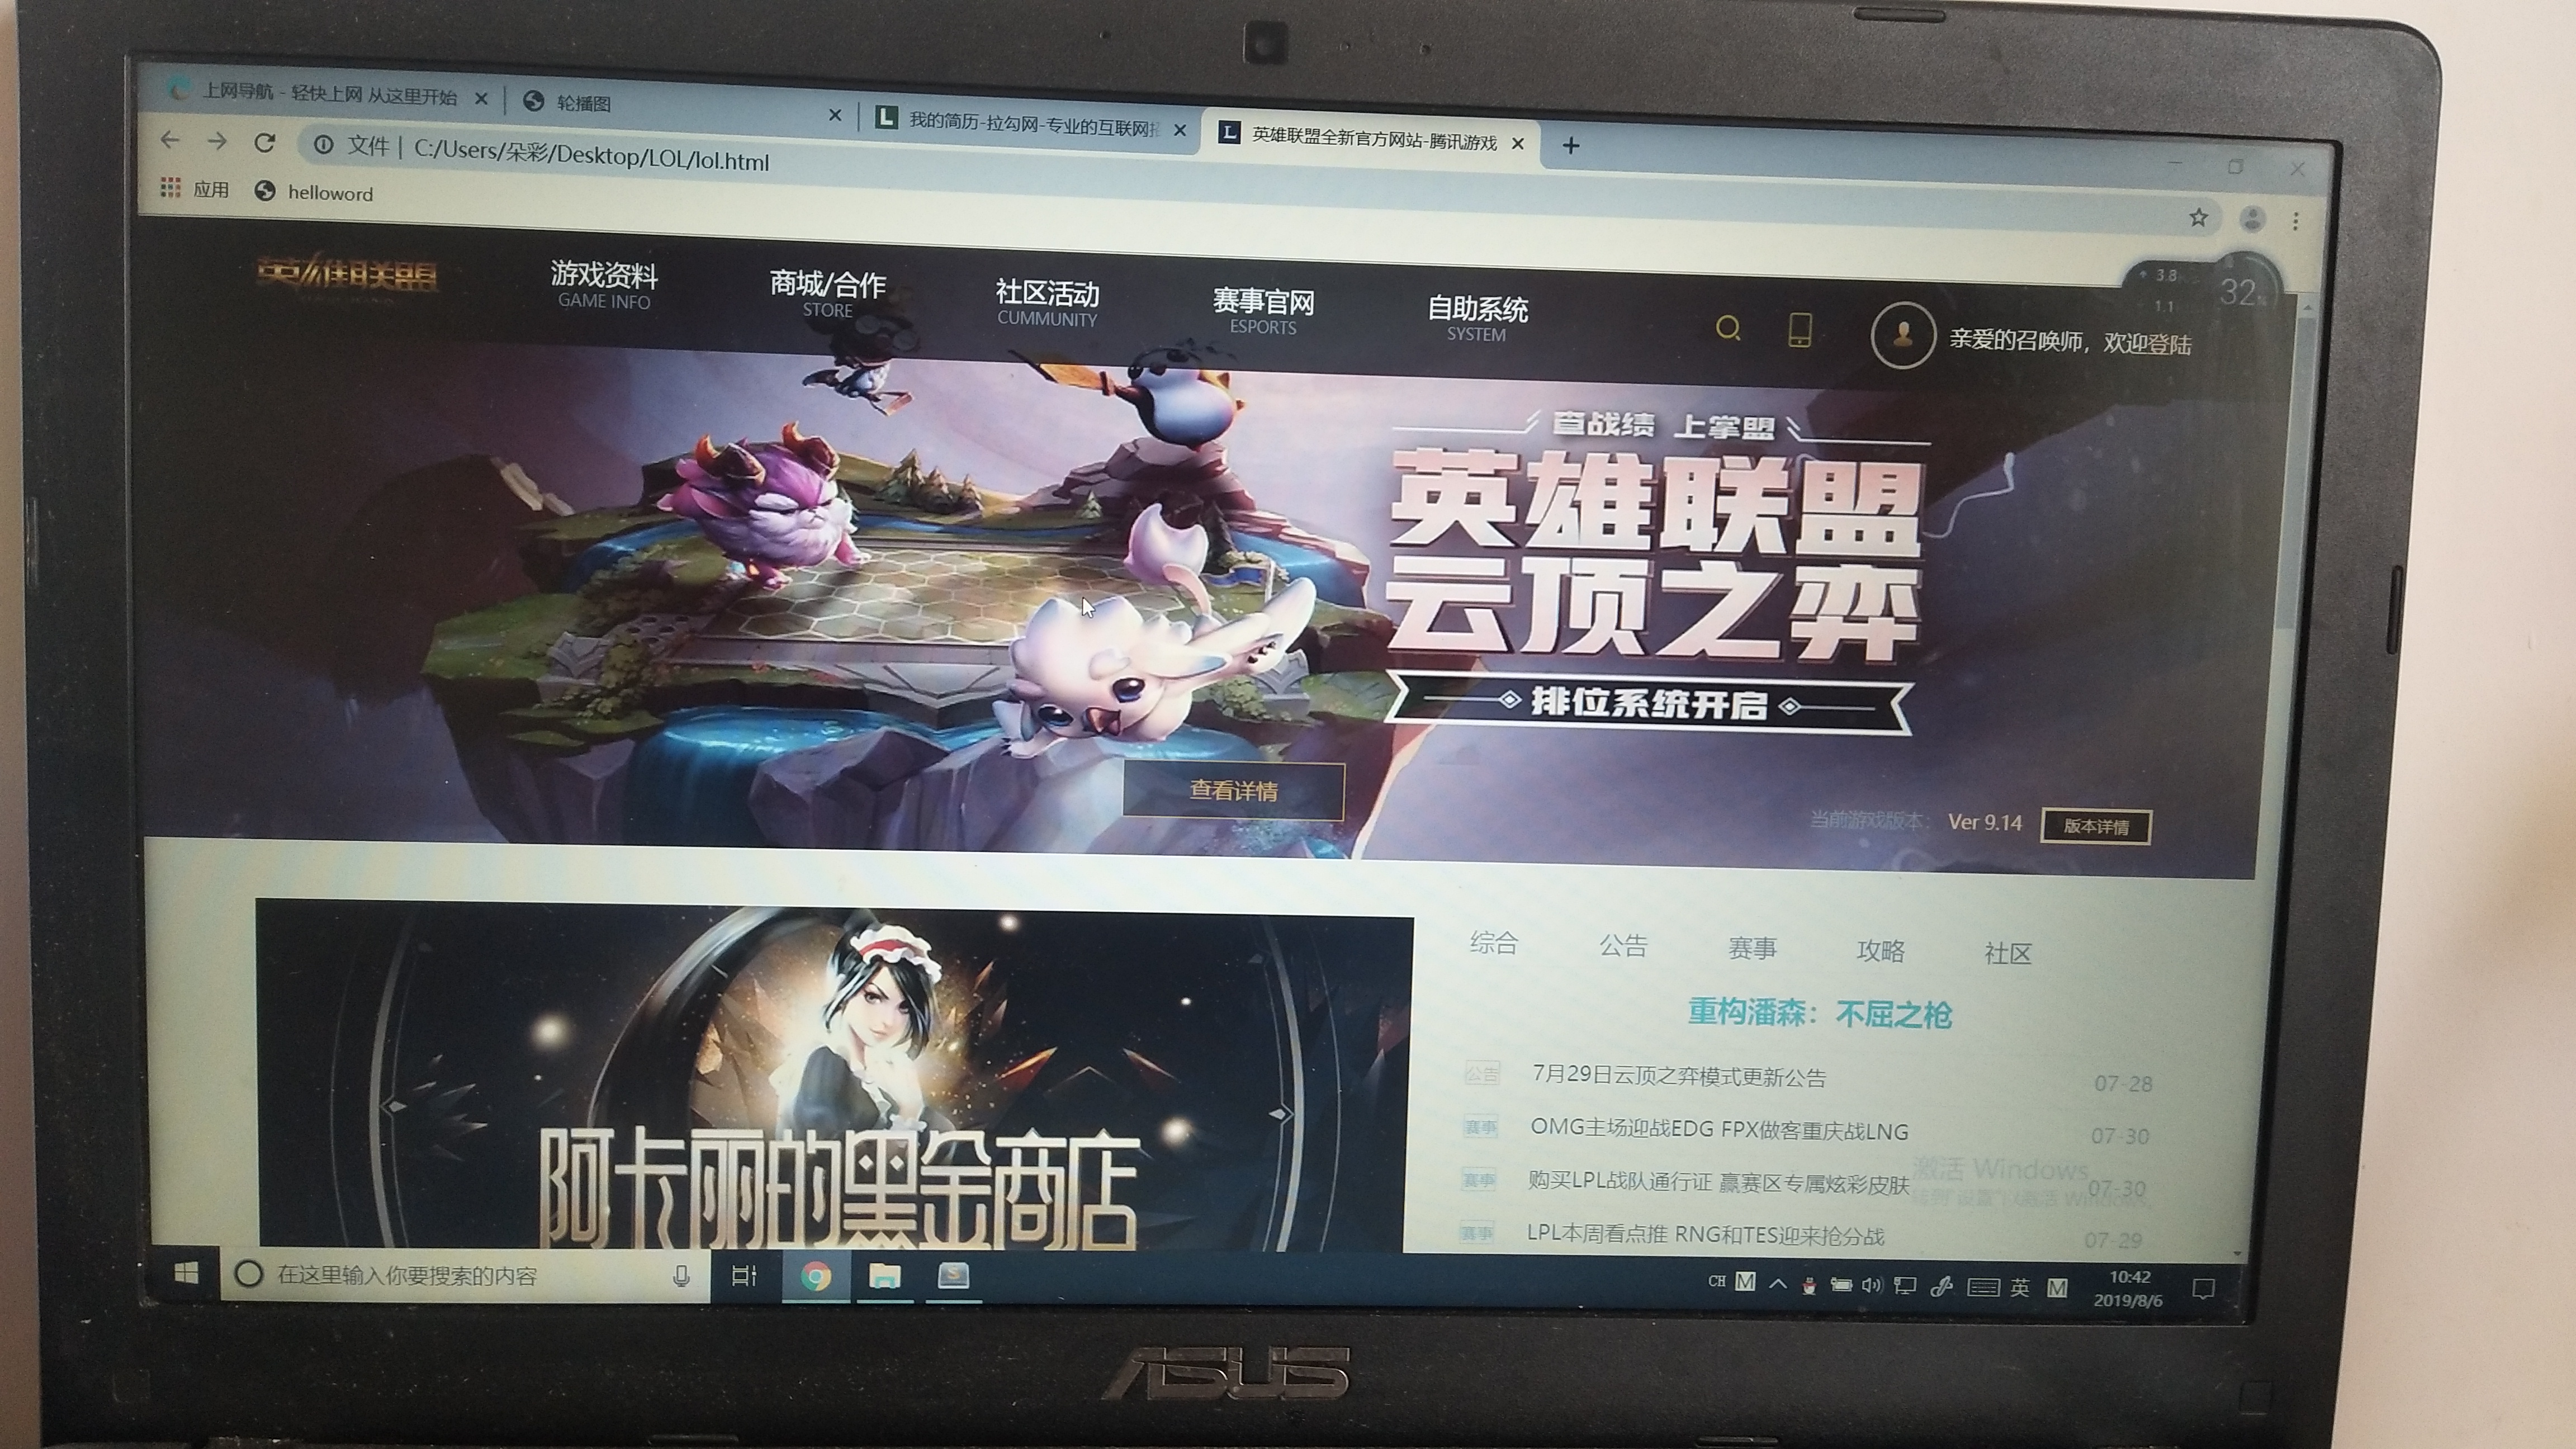 上网导航 - 轻快上网 从这里开始
轮播图
我的简历-拉勾网-专业的互联网招
英雄联盟全新官方网站-腾讯游戏
文件 | C:/Users/朵彩/Desktop/LOL/lol.html
应用
helloword
英雄联盟
游戏资料
GAME INFO
商城/合作
STORE
社区活动
CUMMUNITY
赛事官网
ESPORTS
自助系统
SYSTEM
亲爱的召唤师，欢迎登陆
3.8
1.1
32
查战绩 上掌盟
英雄联盟
云顶之弈
排位系统开启
查看详情
当前游戏版本：
Ver 9.14
版本详情
阿卡丽的黑金商店
综合
公告
赛事
攻略
社区
重构潘森：不屈之枪
公告 7月29日云顶之弈模式更新公告 07-28
赛事 OMG主场迎战EDG FPX做客重庆战LNG 07-30
赛事 购买LPL战队通行证 赢赛区专属炫彩皮肤 07-30
赛事 LPL本周看点推 RNG和TES迎来抢分战 07-29
激活 Windows
转到"设置"以激活 Windows。
在这里输入你要搜索的内容
CH
M
英
M
10:42
2019/8/6
ASUS